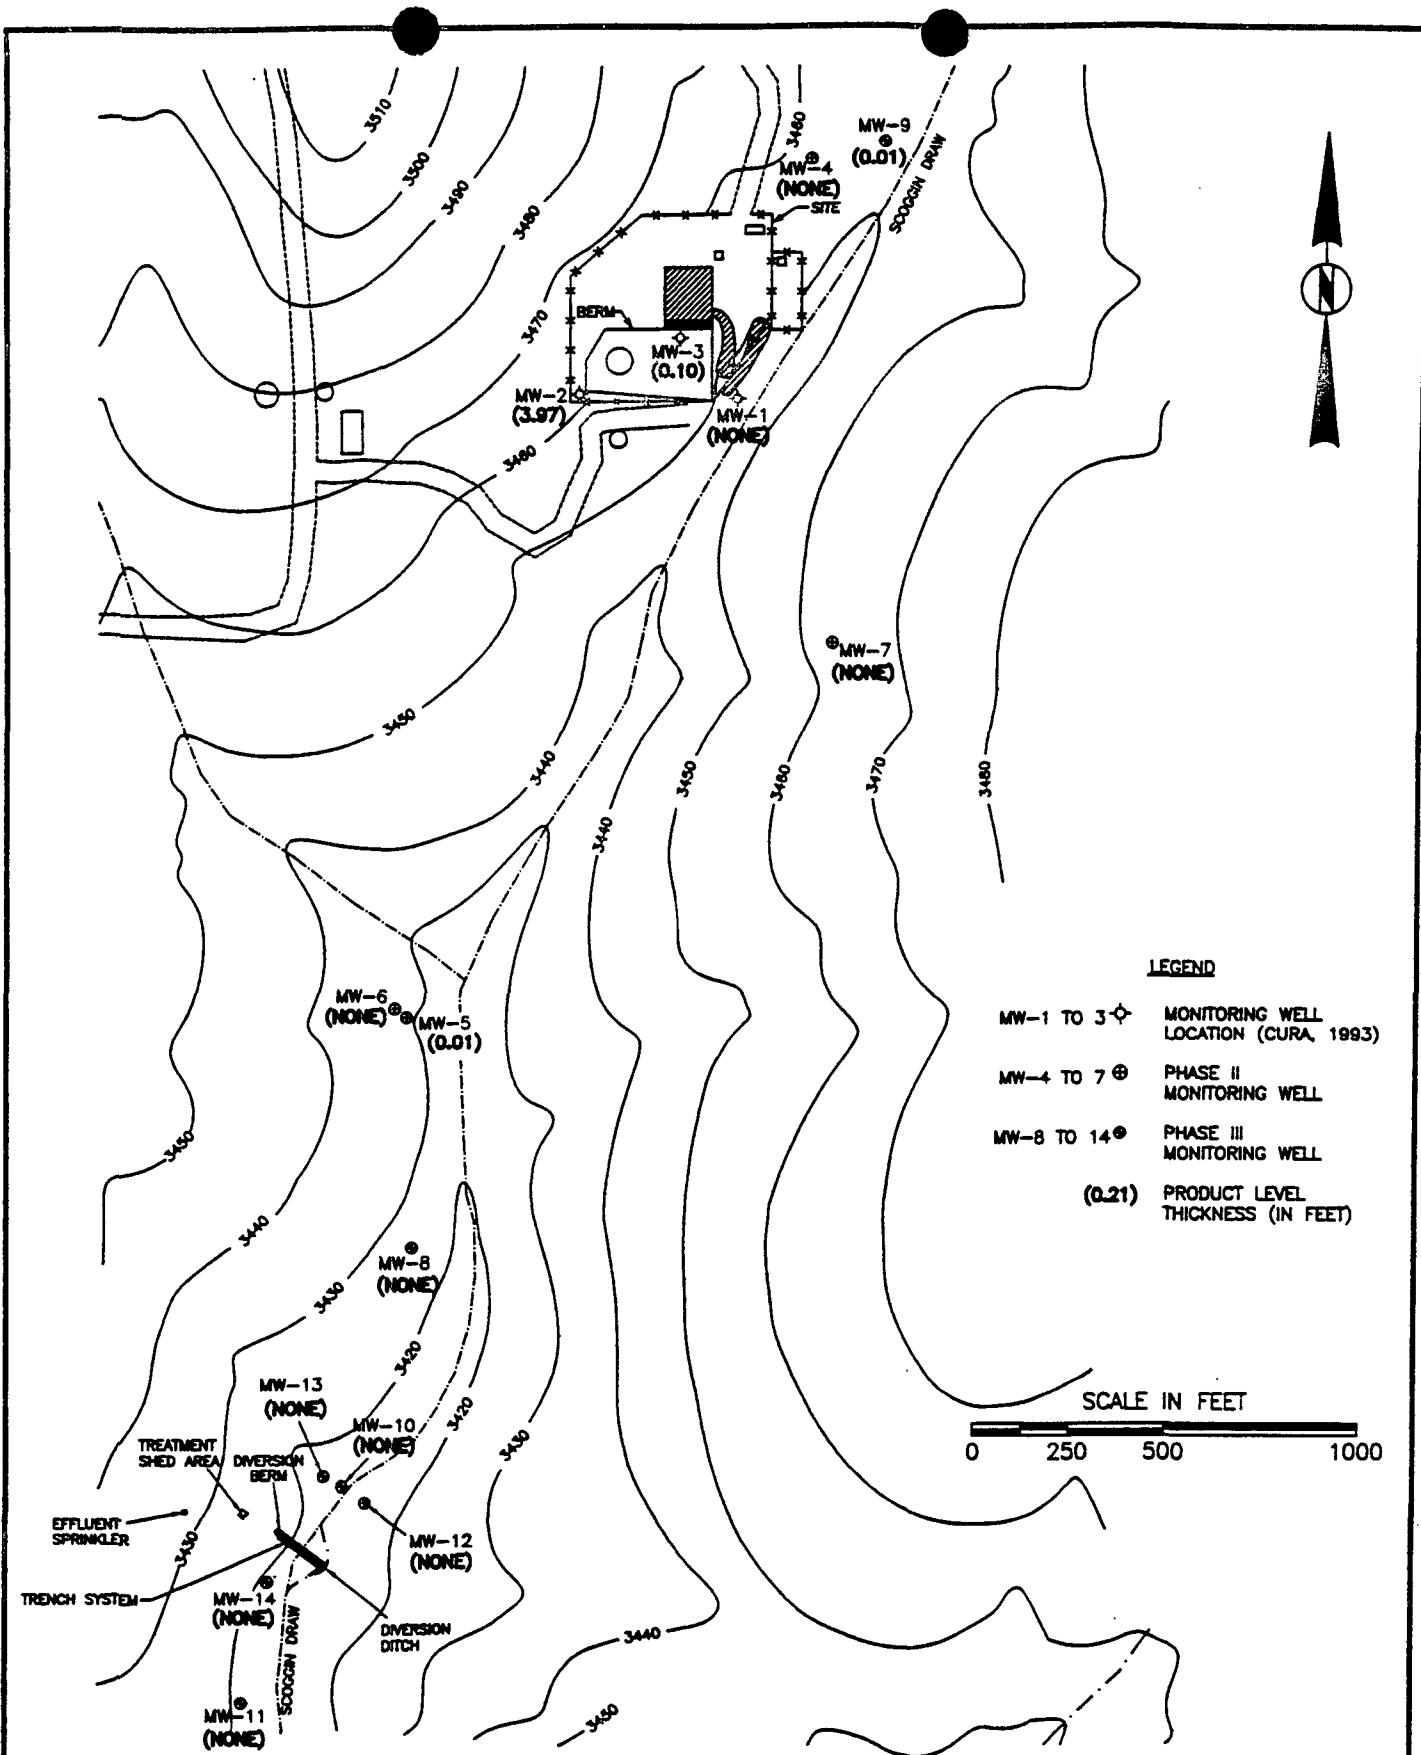 3510
3500
3490
3480
3470
3460
3460
MW-9
(0.01)
MW-4
(NONE)
SITE
SCOGGIN DRAW
BERM
MW-3
(0.10)
MW-2
(3.97)
MW-1
(NONE)
N
MW-7
(NONE)
3450
3440
3440
3450
3460
3470
3480
MW-6
(NONE)
MW-5
(0.01)
LEGEND
MW-1 TO 3 MONITORING WELL
LOCATION (CURA, 1993)
MW-4 TO 7 PHASE II
MONITORING WELL
MW-8 TO 14 PHASE III
MONITORING WELL
(0.21) PRODUCT LEVEL
THICKNESS (IN FEET)
3450
3440
3430
MW-8
(NONE)
3420
3420
3430
MW-13
(NONE)
MW-10
(NONE)
SCALE IN FEET
0 250 500 1000
TREATMENT
SHED AREA
DIVERSION
BERM
EFFLUENT
SPRINKLER
3430
MW-12
(NONE)
TRENCH SYSTEM
MW-14
(NONE)
DIVERSION
DITCH
SCOGGIN DRAW
3440
3450
MW-11
(NONE)